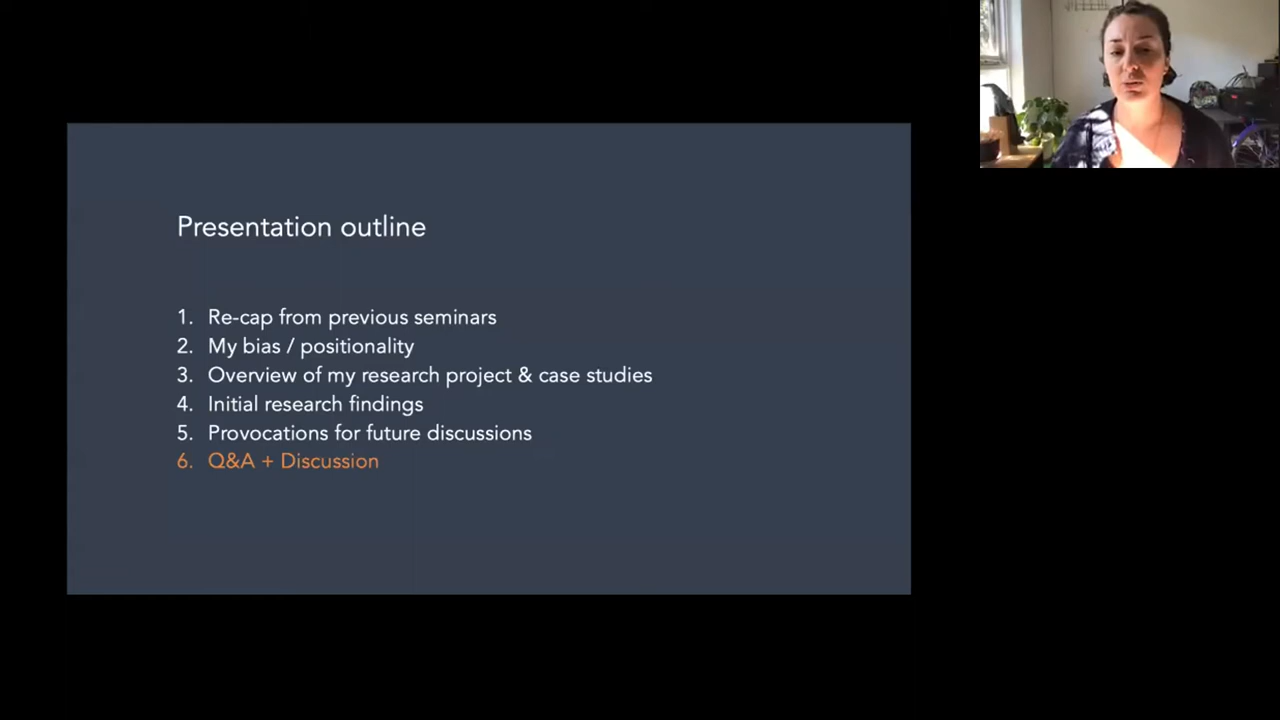 Presentation outline
1. Re-cap from previous seminars
2. My bias / positionality
3. Overview of my research project & case studies
4. Initial research findings
5. Provocations for future discussions
6. Q&A + Discussion